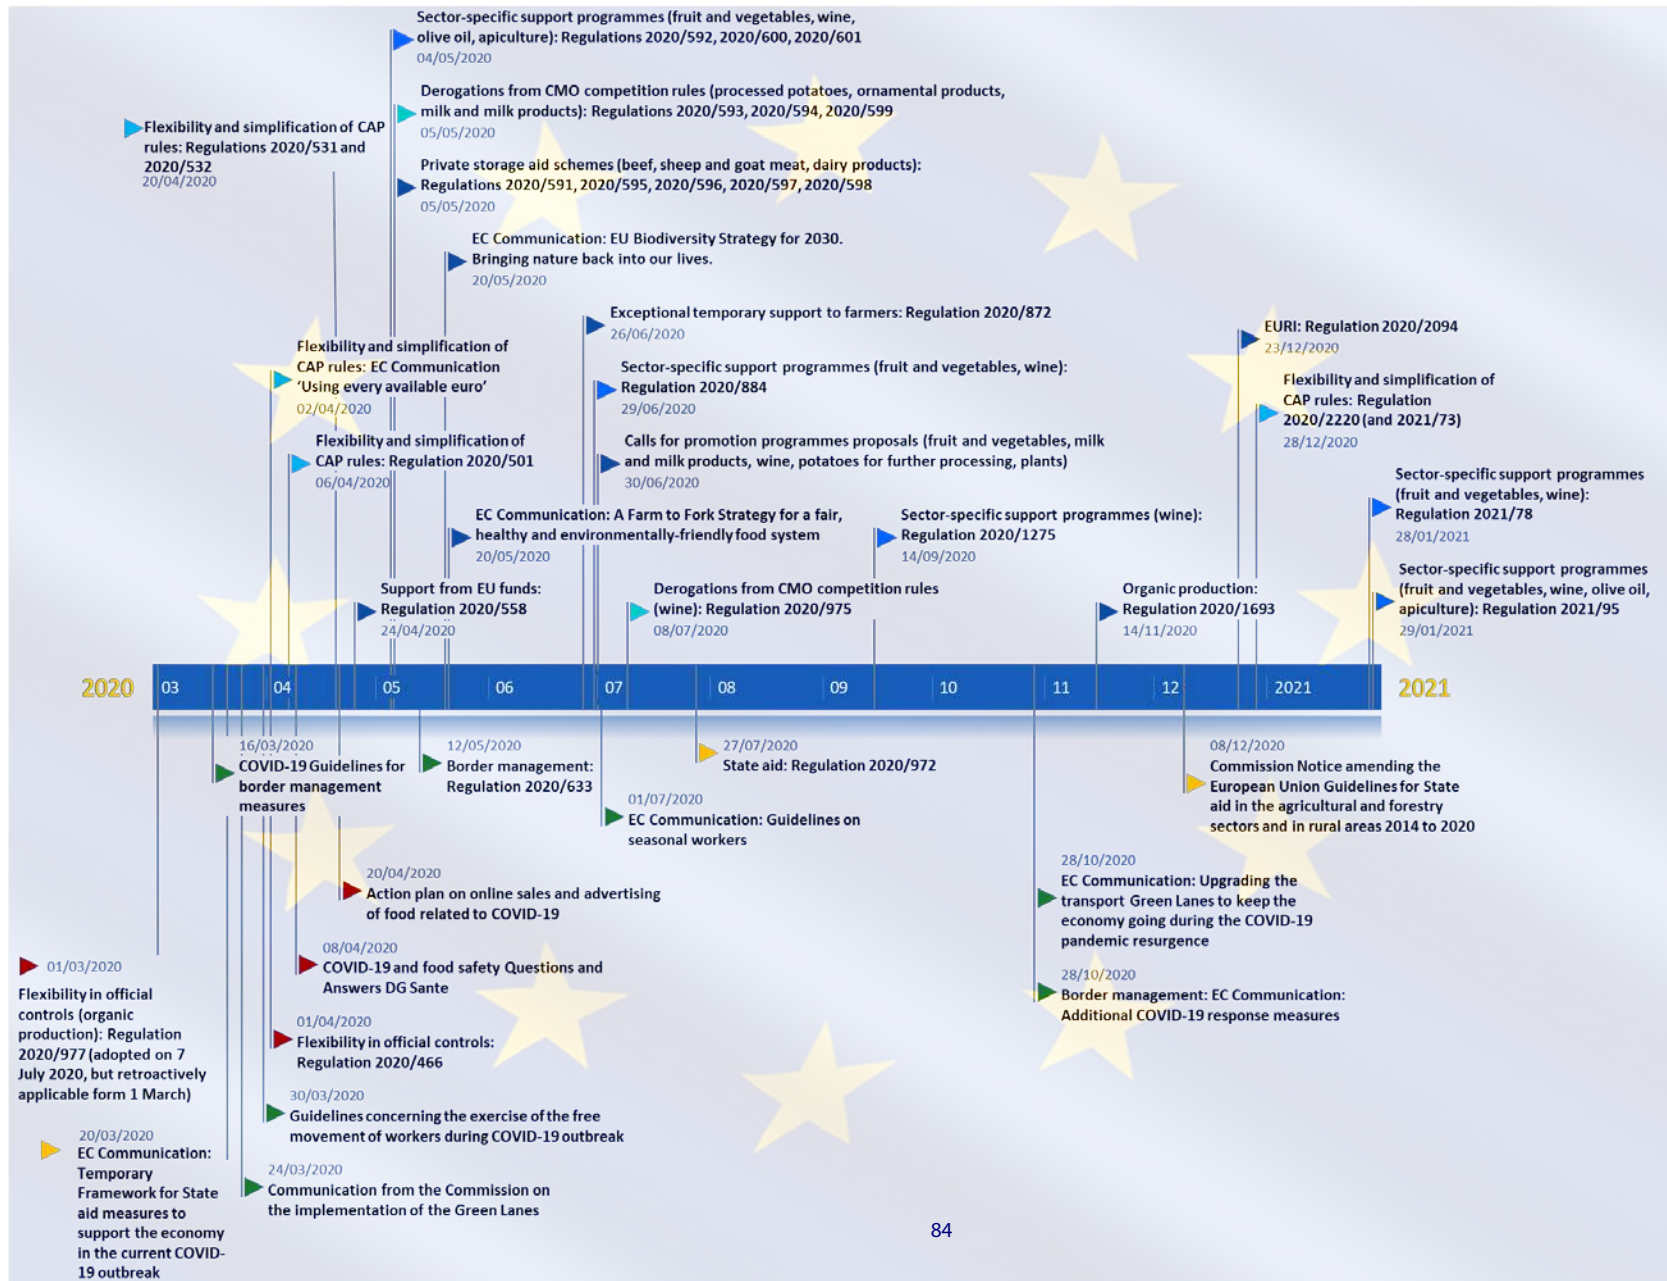 Sector-specific support programmes (fruit and vegetables, wine,
olive oil, apiculture): Regulations 2020/592, 2020/600, 2020/601
04/05/2020
Derogations from CMO competition rules (processed potatoes, ornamental products,
milk and milk products): Regulations 2020/593, 2020/594, 2020/599
05/05/2020
Flexibility and simplification of CAP
rules: Regulations 2020/531 and
2020/532
20/04/2020
Private storage aid schemes (beef, sheep and goat meat, dairy products):
Regulations 2020/591, 2020/595, 2020/596, 2020/597, 2020/598
05/05/2020
EC Communication: EU Biodiversity Strategy for 2030.
Bringing nature back into our lives.
20/05/2020
Exceptional temporary support to farmers: Regulation 2020/872
26/06/2020
EURI: Regulation 2020/2094
23/12/2020
Flexibility and simplification of
CAP rules: EC Communication
‘Using every available euro’
02/04/2020
Sector-specific support programmes (fruit and vegetables, wine):
Regulation 2020/884
29/06/2020
Flexibility and simplification of
CAP rules: Regulation
2020/2220 (and 2021/73)
28/12/2020
Flexibility and simplification of
CAP rules: Regulation 2020/501
06/04/2020
Calls for promotion programmes proposals (fruit and vegetables, milk
and milk products, wine, potatoes for further processing, plants)
30/06/2020
Sector-specific support programmes
(fruit and vegetables, wine):
Regulation 2021/78
28/01/2021
EC Communication: A Farm to Fork Strategy for a fair,
healthy and environmentally-friendly food system
20/05/2020
Sector-specific support programmes (wine):
Regulation 2020/1275
14/09/2020
Support from EU funds:
Regulation 2020/558
24/04/2020
Derogations from CMO competition rules
(wine): Regulation 2020/975
08/07/2020
Organic production:
Regulation 2020/1693
14/11/2020
Sector-specific support programmes
(fruit and vegetables, wine, olive oil,
apiculture): Regulation 2021/95
29/01/2021
2020 03 04 05 06 07 08 09 10 11 12 2021 2021
16/03/2020
COVID-19 Guidelines for
border management
measures
12/05/2020
Border management:
Regulation 2020/633
27/07/2020
State aid: Regulation 2020/972
08/12/2020
Commission Notice amending the
European Union Guidelines for State
aid in the agricultural and forestry
sectors and in rural areas 2014 to 2020
01/07/2020
EC Communication: Guidelines on
seasonal workers
20/04/2020
Action plan on online sales and advertising
of food related to COVID-19
28/10/2020
EC Communication: Upgrading the
transport Green Lanes to keep the
economy going during the COVID-19
pandemic resurgence
08/04/2020
COVID-19 and food safety Questions and
Answers DG Sante
01/03/2020
Flexibility in official
controls (organic
production): Regulation
2020/977 (adopted on 7
July 2020, but retroactively
applicable form 1 March)
28/10/2020
Border management: EC Communication:
Additional COVID-19 response measures
01/04/2020
Flexibility in official controls:
Regulation 2020/466
30/03/2020
Guidelines concerning the exercise of the free
movement of workers during COVID-19 outbreak
20/03/2020
EC Communication:
Temporary
Framework for State
aid measures to
support the economy
in the current COVID-
19 outbreak
24/03/2020
Communication from the Commission on
the implementation of the Green Lanes
84